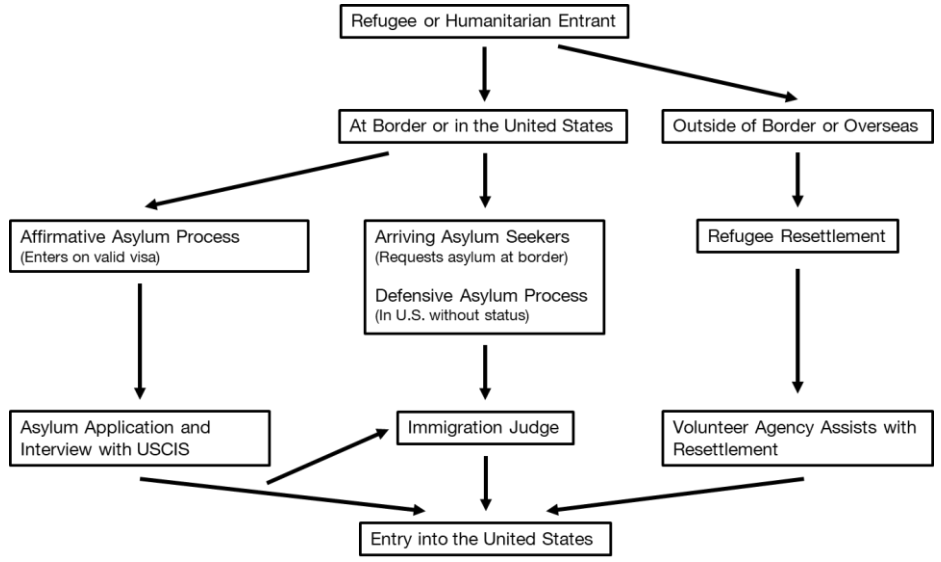 Refugee or Humanitarian Entrant
At Border or in the United States
Outside of Border or Overseas
Affirmative Asylum Process
(Enters on valid visa)
Arriving Asylum Seekers
(Requests asylum at border)
Defensive Asylum Process
(In U.S. without status)
Refugee Resettlement
Asylum Application and
Interview with USCIS
Immigration Judge
Volunteer Agency Assists with
Resettlement
Entry into the United States